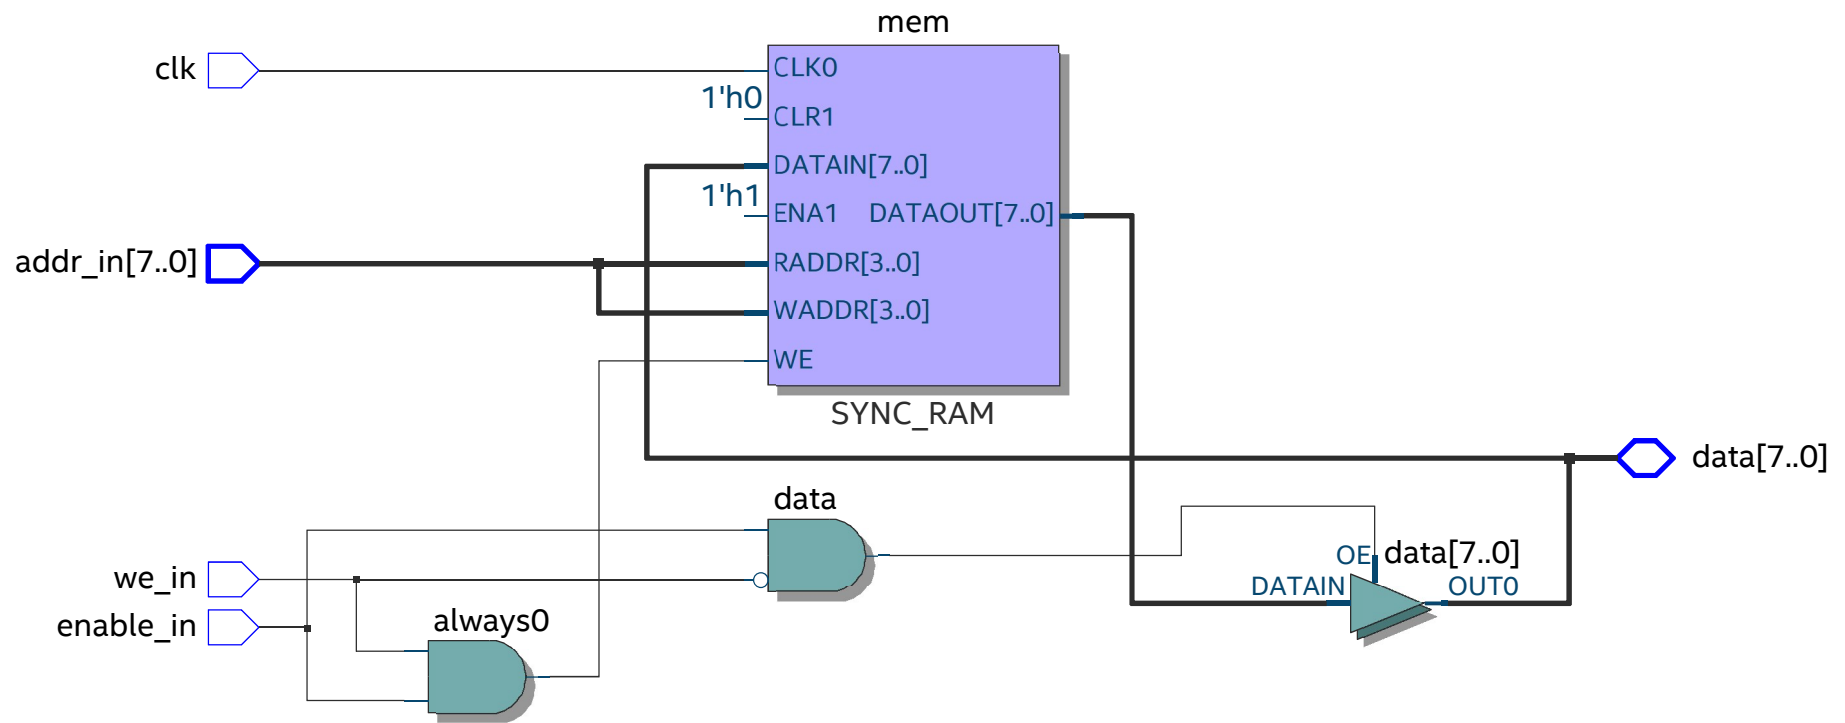 mem
clk
CLK0
1'h0
CLR1
DATAIN[7..0]
1'h1
ENA1 DATAOUT[7..0]
addr_in[7..0]
RADDR[3..0]
WADDR[3..0]
WE
SYNC_RAM
data[7..0]
data
OE data[7..0]
we_in
DATAIN OUT0
enable_in
always0